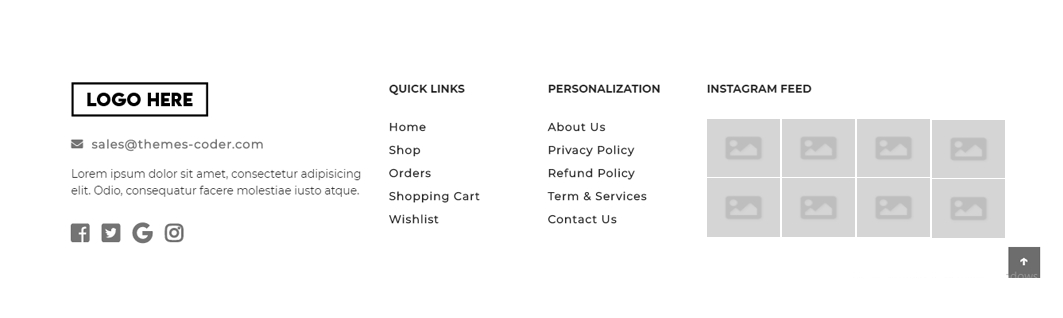 LOGO HERE
sales@themes-coder.com
Lorem ipsum dolor sit amet, consectetur adipisicing
elit. Odio, consequatur facere molestiae iusto atque.
QUICK LINKS
Home
Shop
Orders
Shopping Cart
Wishlist
PERSONALIZATION
About Us
Privacy Policy
Refund Policy
Term & Services
Contact Us
INSTAGRAM FEED